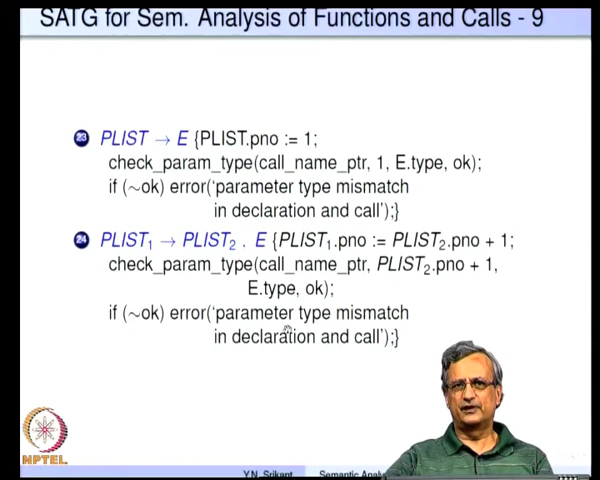 SATG for Sem. Analysis of Functions and Calls - 9
23 PLIST → E {PLIST.pno := 1;
check_param_type(call_name_ptr, 1, E.type, ok);
if (~ok) error('parameter type mismatch
in declaration and call');}
24 PLIST₁ → PLIST₂ . E {PLIST₁.pno := PLIST₂.pno + 1;
check_param_type(call_name_ptr, PLIST₂.pno + 1,
E.type, ok);
if (~ok) error('parameter type mismatch
in declaration and call');}
NPTEL
Y.N. Srikant Semantic